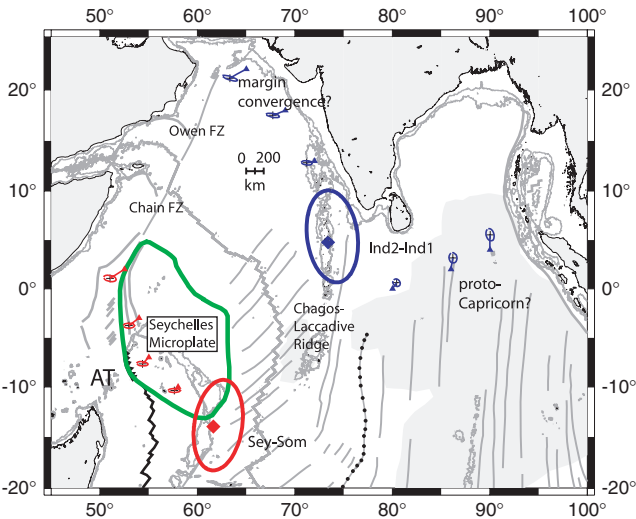 50° 60° 70° 80° 90° 100°
20°
10°
0°
-10°
-20°
margin
convergence?
Owen FZ
0 200
km
Chain FZ
Ind2-Ind1
proto-
Capricorn?
Chagos-
Laccadive
Ridge
Seychelles
Microplate
AT
Sey-Som
20°
10°
0°
-10°
-20°
50° 60° 70° 80° 90° 100°